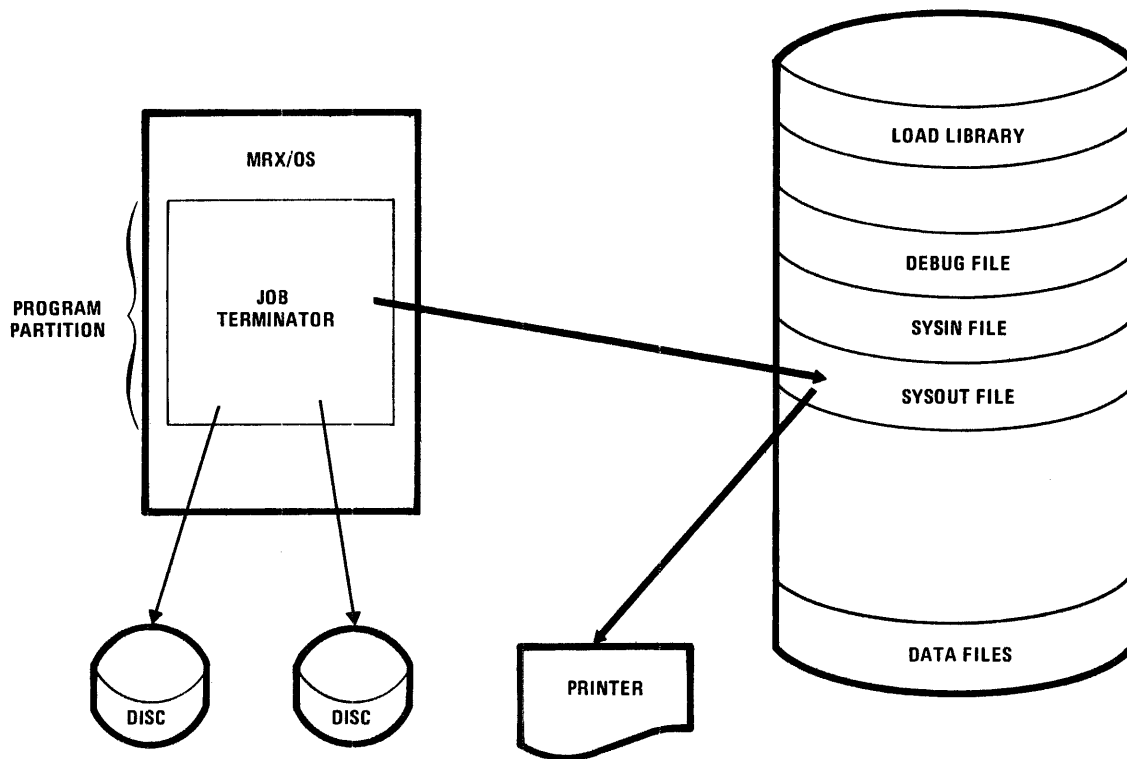 MRX/OS
PROGRAM
PARTITION
JOB
TERMINATOR
LOAD LIBRARY
DEBUG FILE
SYSIN FILE
SYSOUT FILE
DATA FILES
DISC
DISC
PRINTER